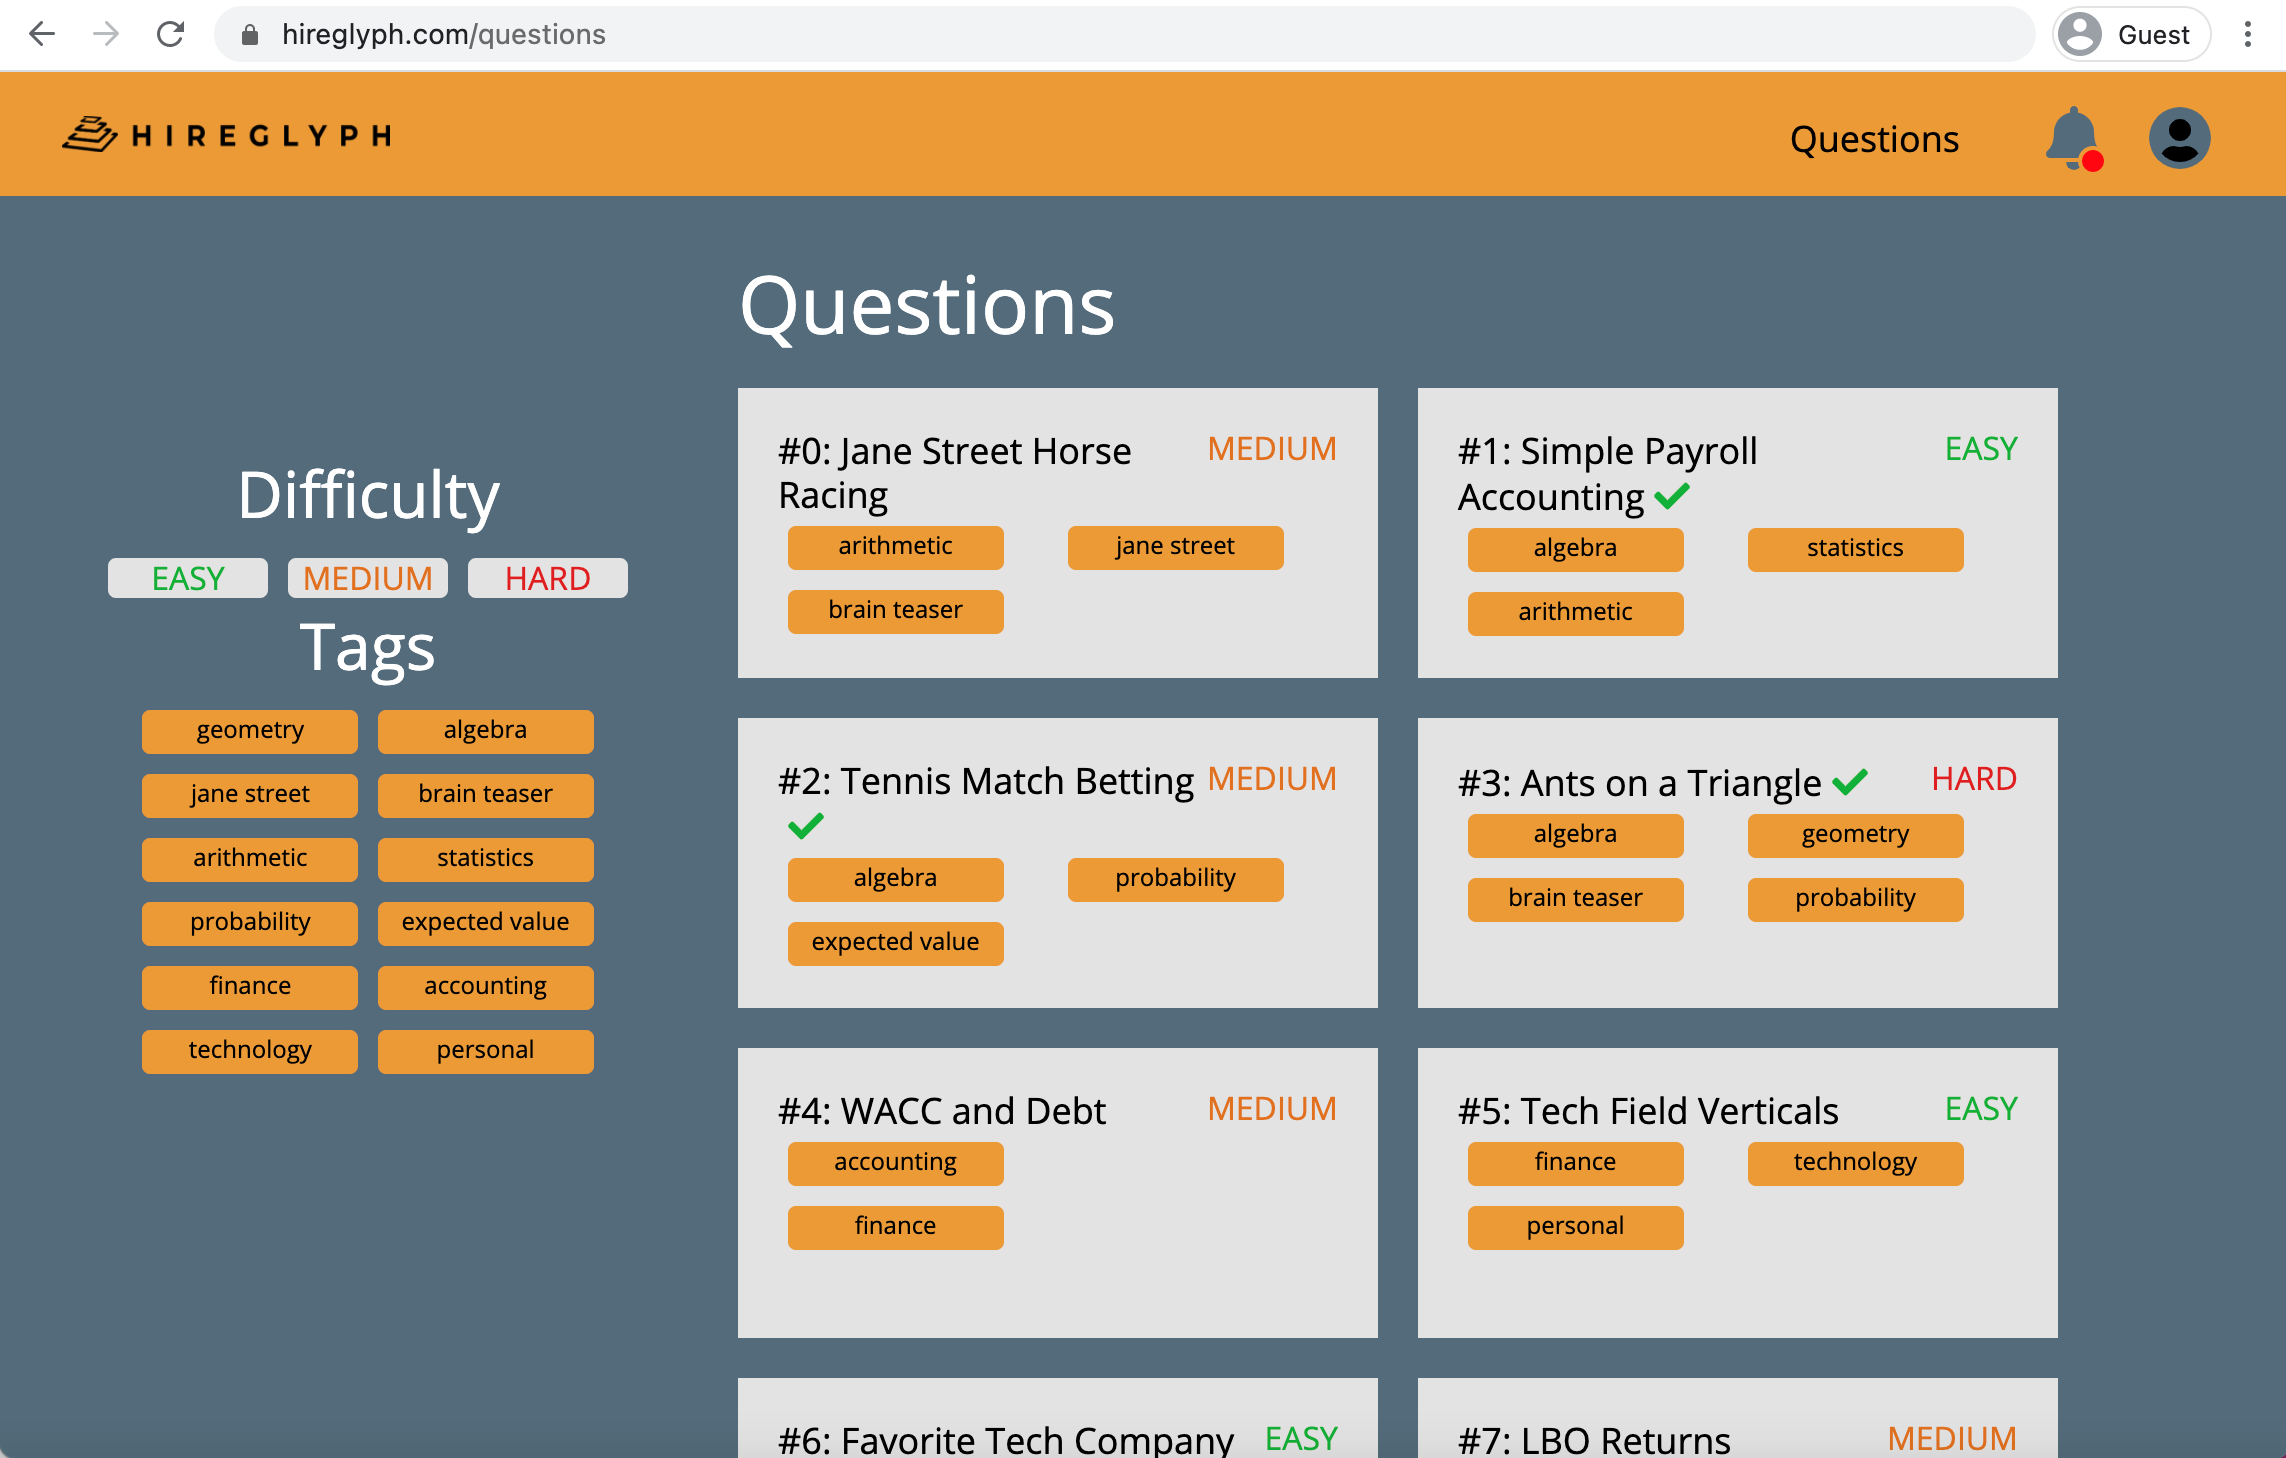 hireglyph.com/questions
Guest
HIREGLYPH
Questions
Questions
Difficulty
EASY MEDIUM HARD
Tags
geometry algebra
jane street brain teaser
arithmetic statistics
probability expected value
finance accounting
technology personal
#0: Jane Street Horse MEDIUM
Racing
arithmetic jane street
brain teaser
#1: Simple Payroll EASY
Accounting
algebra statistics
arithmetic
#2: Tennis Match Betting MEDIUM
algebra probability
expected value
#3: Ants on a Triangle HARD
algebra geometry
brain teaser probability
#4: WACC and Debt MEDIUM
accounting
finance
#5: Tech Field Verticals EASY
finance technology
personal
#6: Favorite Tech Company EASY
#7: LBO Returns MEDIUM